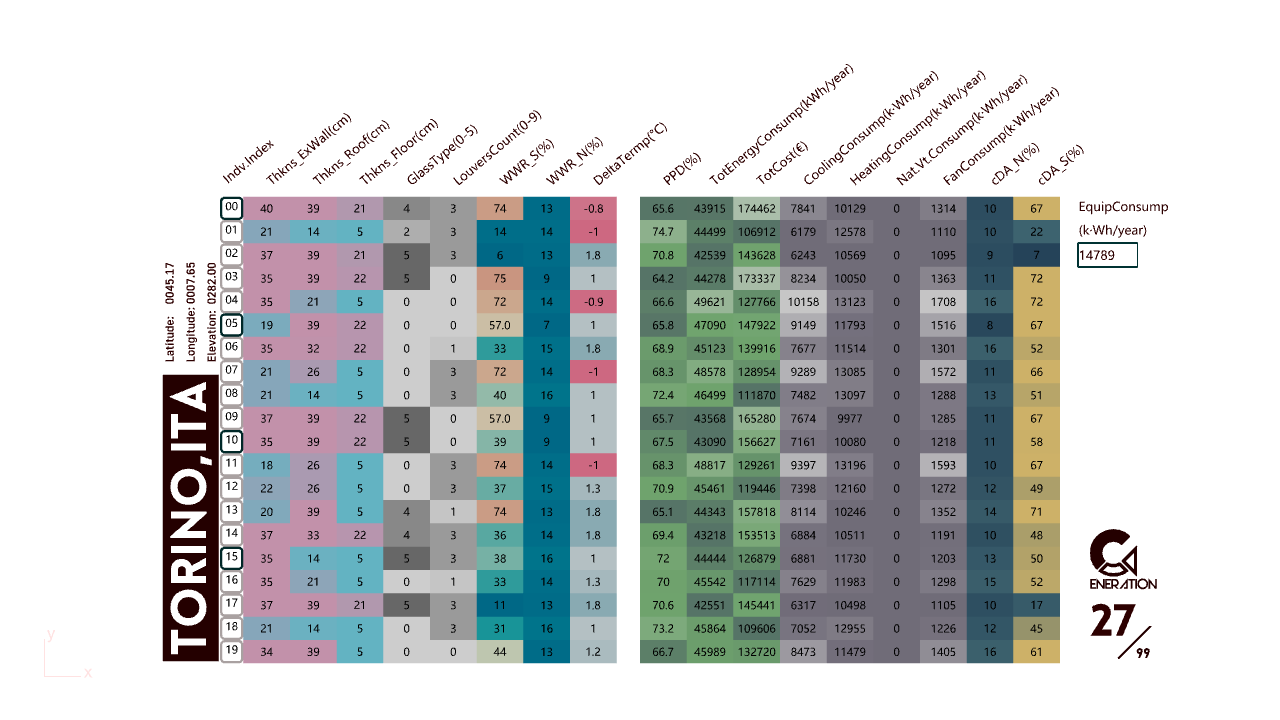 Indv.Index Thkns_ExWall(cm) Thkns_Roof(cm) Thkns_Floor(cm) GlassType(0-5) LouversCount(0-9) WWR_S(%) WWR_N(%) DeltaTermp(°C) PPD(%) TotEnergyConsump(kWh/year) TotCost(€) CoolingConsump(k·Wh/year) HeatingConsump(k·Wh/year) Nat.Vt.Consump(k·Wh/year) FanConsump(k·Wh/year) cDA_N(%) cDA_S(%)
00 40 39 21 4 3 74 13 -0.8 65.6 43915 174462 7841 10129 0 1314 10 67
01 21 14 5 2 3 14 14 -1 74.7 44499 106912 6179 12578 0 1110 10 22
02 37 39 21 5 3 6 13 1.8 70.8 42539 143628 6243 10569 0 1095 9 7
03 35 39 22 5 0 75 9 1 64.2 44278 173337 8234 10050 0 1363 11 72
04 35 21 5 0 0 72 14 -0.9 66.6 49621 127766 10158 13123 0 1708 16 72
05 19 39 22 0 0 57.0 7 1 65.8 47090 147922 9149 11793 0 1516 8 67
06 35 32 22 0 1 33 15 1.8 68.9 45123 139916 7677 11514 0 1301 16 52
07 21 26 5 0 3 72 14 -1 68.3 48578 128954 9289 13085 0 1572 11 66
08 21 14 5 0 3 40 16 1 72.4 46499 111870 7482 13097 0 1288 13 51
09 37 39 22 5 0 57.0 9 1 65.7 43568 165280 7674 9977 0 1285 11 67
10 35 39 22 5 0 39 9 1 67.5 43090 156627 7161 10080 0 1218 11 58
11 18 26 5 0 3 74 14 -1 68.3 48817 129261 9397 13196 0 1593 10 67
12 22 26 5 0 3 37 15 1.3 70.9 45461 119446 7398 12160 0 1272 12 49
13 20 39 5 4 1 74 13 1.8 65.1 44343 157818 8114 10246 0 1352 14 71
14 37 33 22 4 3 36 14 1.8 69.4 43218 153513 6884 10511 0 1191 10 48
15 35 14 5 5 3 38 16 1 72 44444 126879 6881 11730 0 1203 13 50
16 35 21 5 0 1 33 14 1.3 70 45542 117114 7629 11983 0 1298 15 52
17 37 39 21 5 3 11 13 1.8 70.6 42551 145441 6317 10498 0 1105 10 17
18 21 14 5 0 3 31 16 1 73.2 45864 109606 7052 12955 0 1226 12 45
19 34 39 5 0 0 44 13 1.2 66.7 45989 132720 8473 11479 0 1405 16 61
Latitude: 0045.17
Longitude: 0007.65
Elevation: 0282.00
TORINO,ITA
EquipConsump
(k·Wh/year)
14789
GENERATION
27/99
y
x